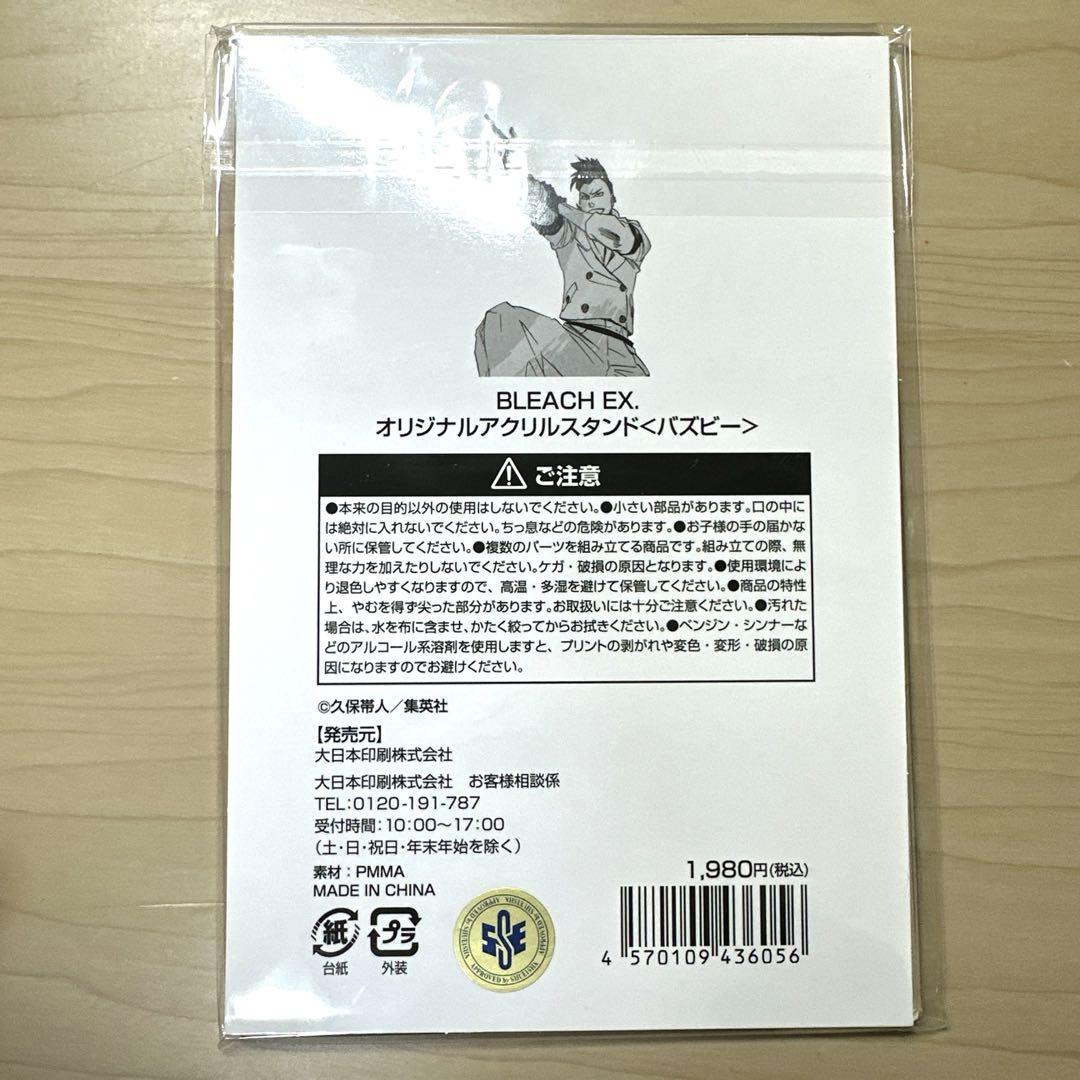 BLEACH EX.
オリジナルアクリルスタンド<バズビー>
ご注意
●本来の目的以外の使用はしないでください。●小さい部品があります。口の中に
は絶対に入れないでください。ちっ息などの危険があります。●お子様の手の届かな
い所に保管してください。●複数のパーツを組み立てる商品です。組み立ての際、無
理な力を加えたりしないでください。ケガ・破損の原因となります。●使用環境によ
り退色しやすくなりますので、高温・多湿を避けて保管してください。●商品の特性
上、やむを得ず尖った部分があります。お取扱いには十分ご注意ください。●汚れた
場合は、水を布に含ませ、かたく絞ってからお拭きください。●ベンジン・シンナーな
どのアルコール系溶剤を使用しますと、プリントの剥がれや変色・変形・破損の原
因になりますのでお避けください。
©久保帯人／集英社
【発売元】
大日本印刷株式会社
大日本印刷株式会社 お客様相談係
TEL:0120-191-787
受付時間:10:00〜17:00
(土・日・祝日・年末年始を除く)
素材:PMMA
MADE IN CHINA
1,980円(税込)
紙
台紙
プラ
外装
SSE
APPROVED by SHUEISHA
4 570109 436056